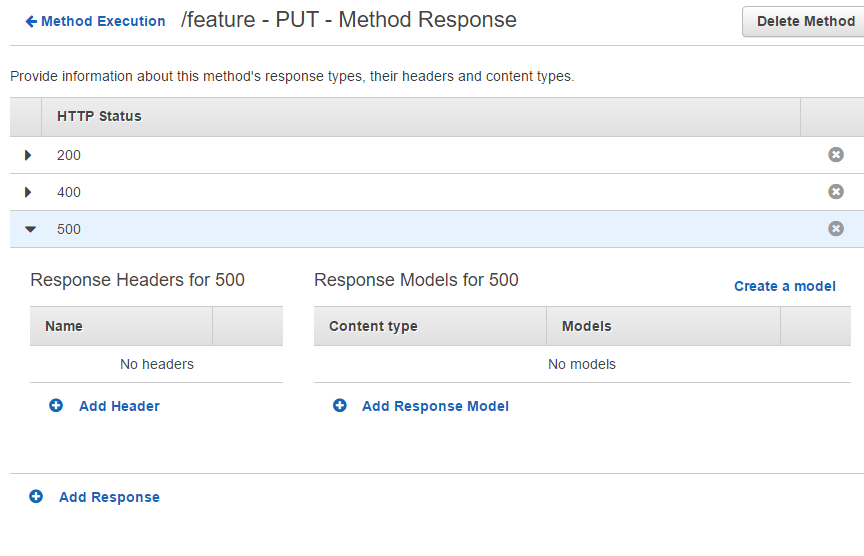 Method Execution /feature - PUT - Method Response Delete Method
Provide information about this method's response types, their headers and content types.
HTTP Status
200
400
500
Response Headers for 500
Response Models for 500
Create a model
Name
Content type Models
No headers
No models
Add Header
Add Response Model
Add Response